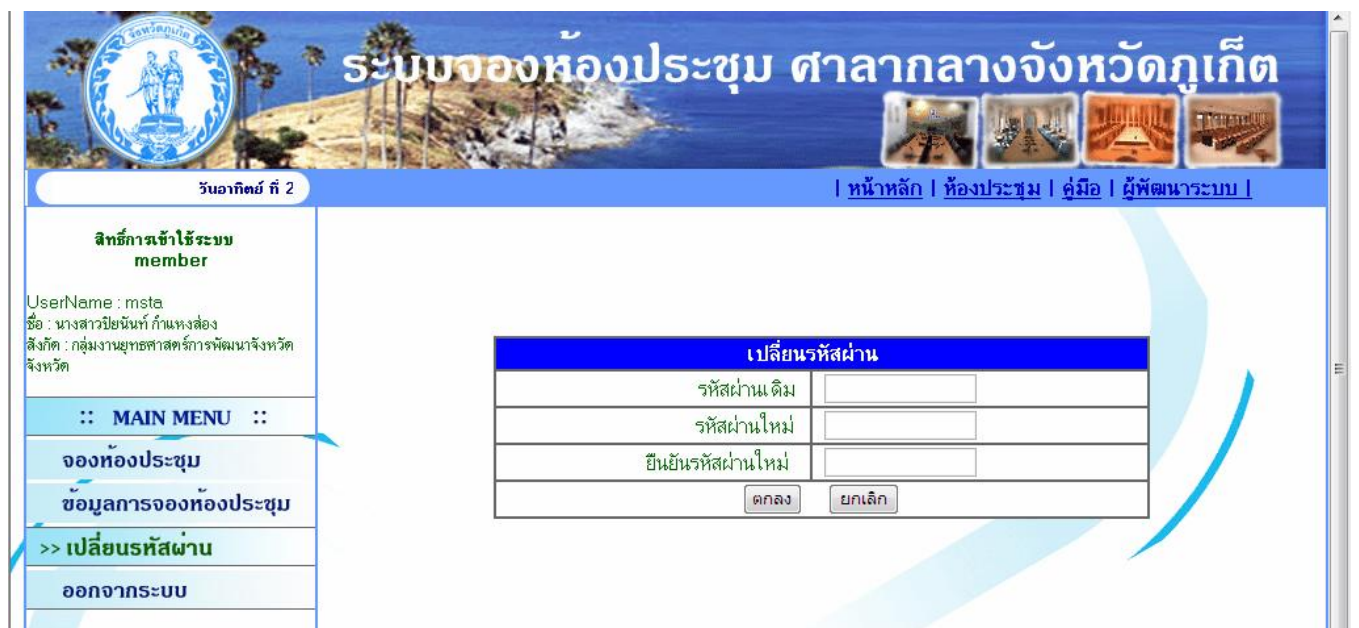 จังหวัดภูเก็ต
ระบบจองห้องประชุม ศาลากลางจังหวัดภูเก็ต
วันอาทิตย์ ที่ 2
| หน้าหลัก | ห้องประชุม | คู่มือ | ผู้พัฒนาระบบ |
สิทธิ์การเข้าใช้ระบบ
member
UserName : msta
ชื่อ : นางสาวปิยนันท์ กำแหงส่อง
สังกัด : กลุ่มงานยุทธศาสตร์การพัฒนาจังหวัด
จังหวัด
:: MAIN MENU ::
จองห้องประชุม
ข้อมูลการจองห้องประชุม
>> เปลี่ยนรหัสผ่าน
ออกจากระบบ
เปลี่ยนรหัสผ่าน
รหัสผ่านเดิม
รหัสผ่านใหม่
ยืนยันรหัสผ่านใหม่
ตกลง ยกเลิก